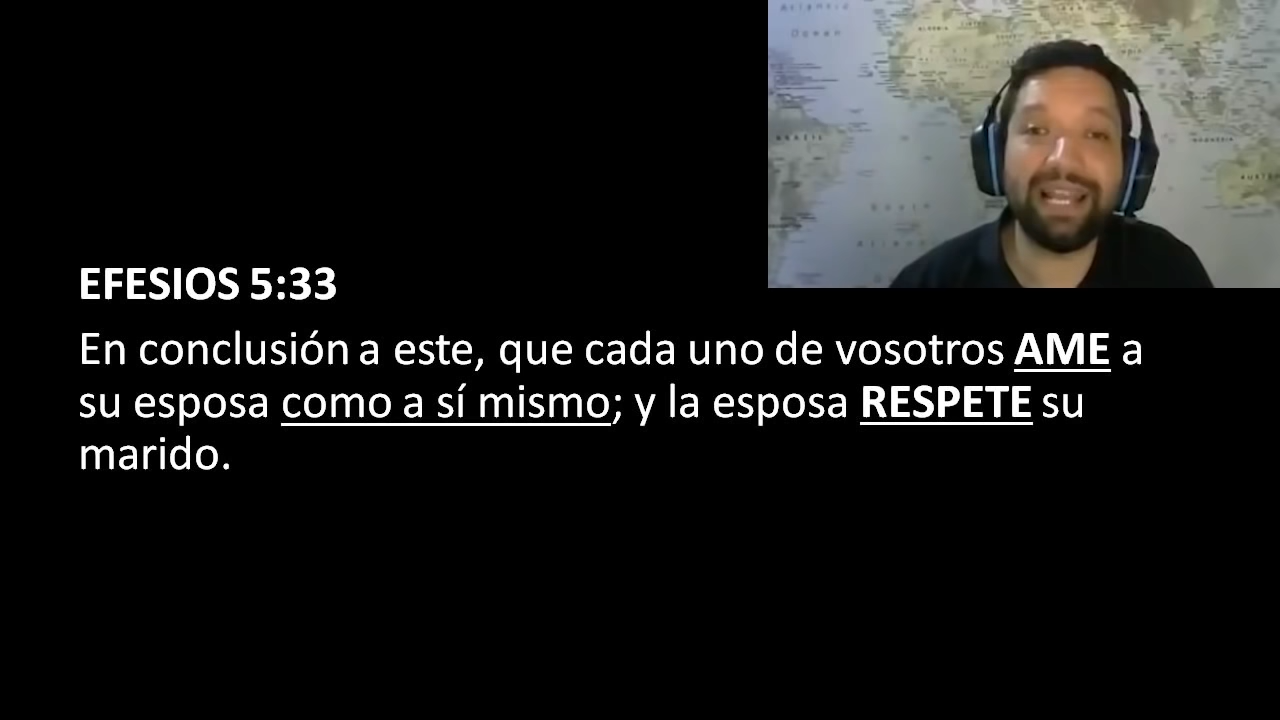 EFESIOS 5:33
En conclusión a este, que cada uno de vosotros AME a
su esposa como a sí mismo; y la esposa RESPETE su
marido.